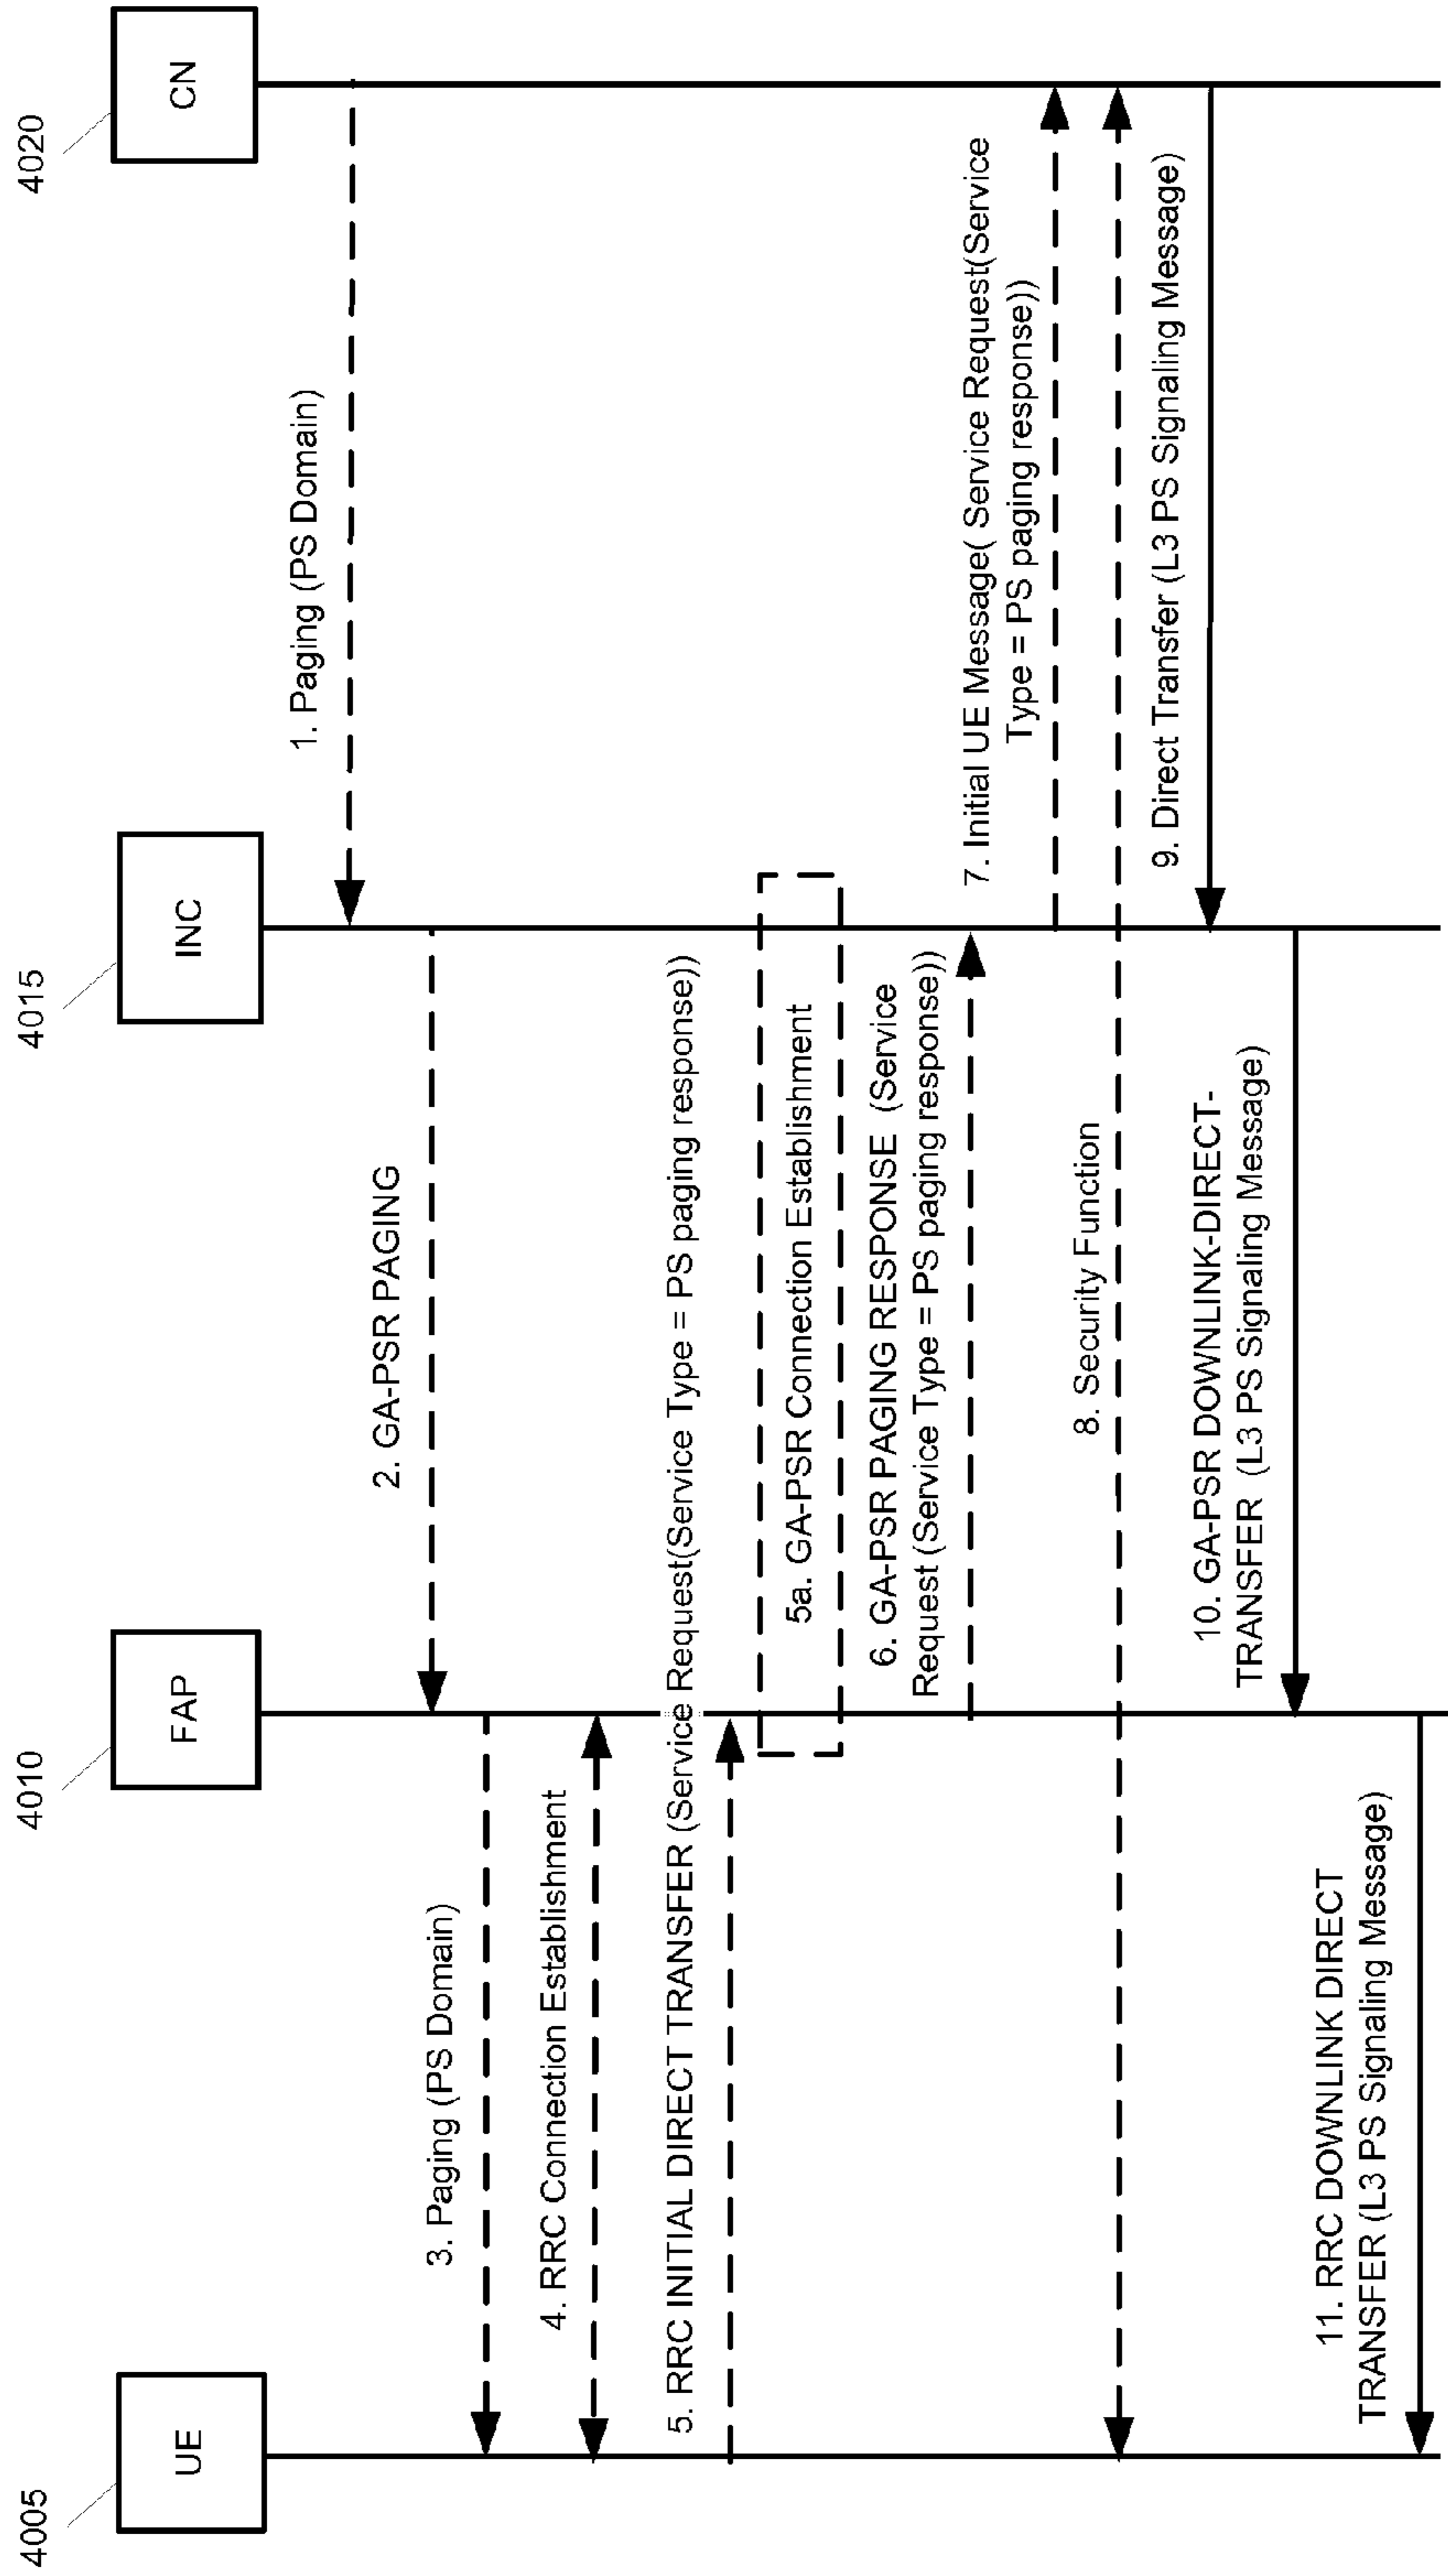 4005
4010
4015
4020
UE
FAP
INC
CN
1. Paging (PS Domain)
2. GA-PSR PAGING
3. Paging (PS Domain)
4. RRC Connection Establishment
5. RRC INITIAL DIRECT TRANSFER (Service Request(Service Type = PS paging response))
5a. GA-PSR Connection Establishment
6. GA-PSR PAGING RESPONSE (Service
Request (Service Type = PS paging response))
7. Initial UE Message( Service Request(Service
Type = PS paging response))
8. Security Function
9. Direct Transfer (L3 PS Signaling Message)
10. GA-PSR DOWNLINK-DIRECT-
TRANSFER (L3 PS Signaling Message)
11. RRC DOWNLINK DIRECT
TRANSFER (L3 PS Signaling Message)